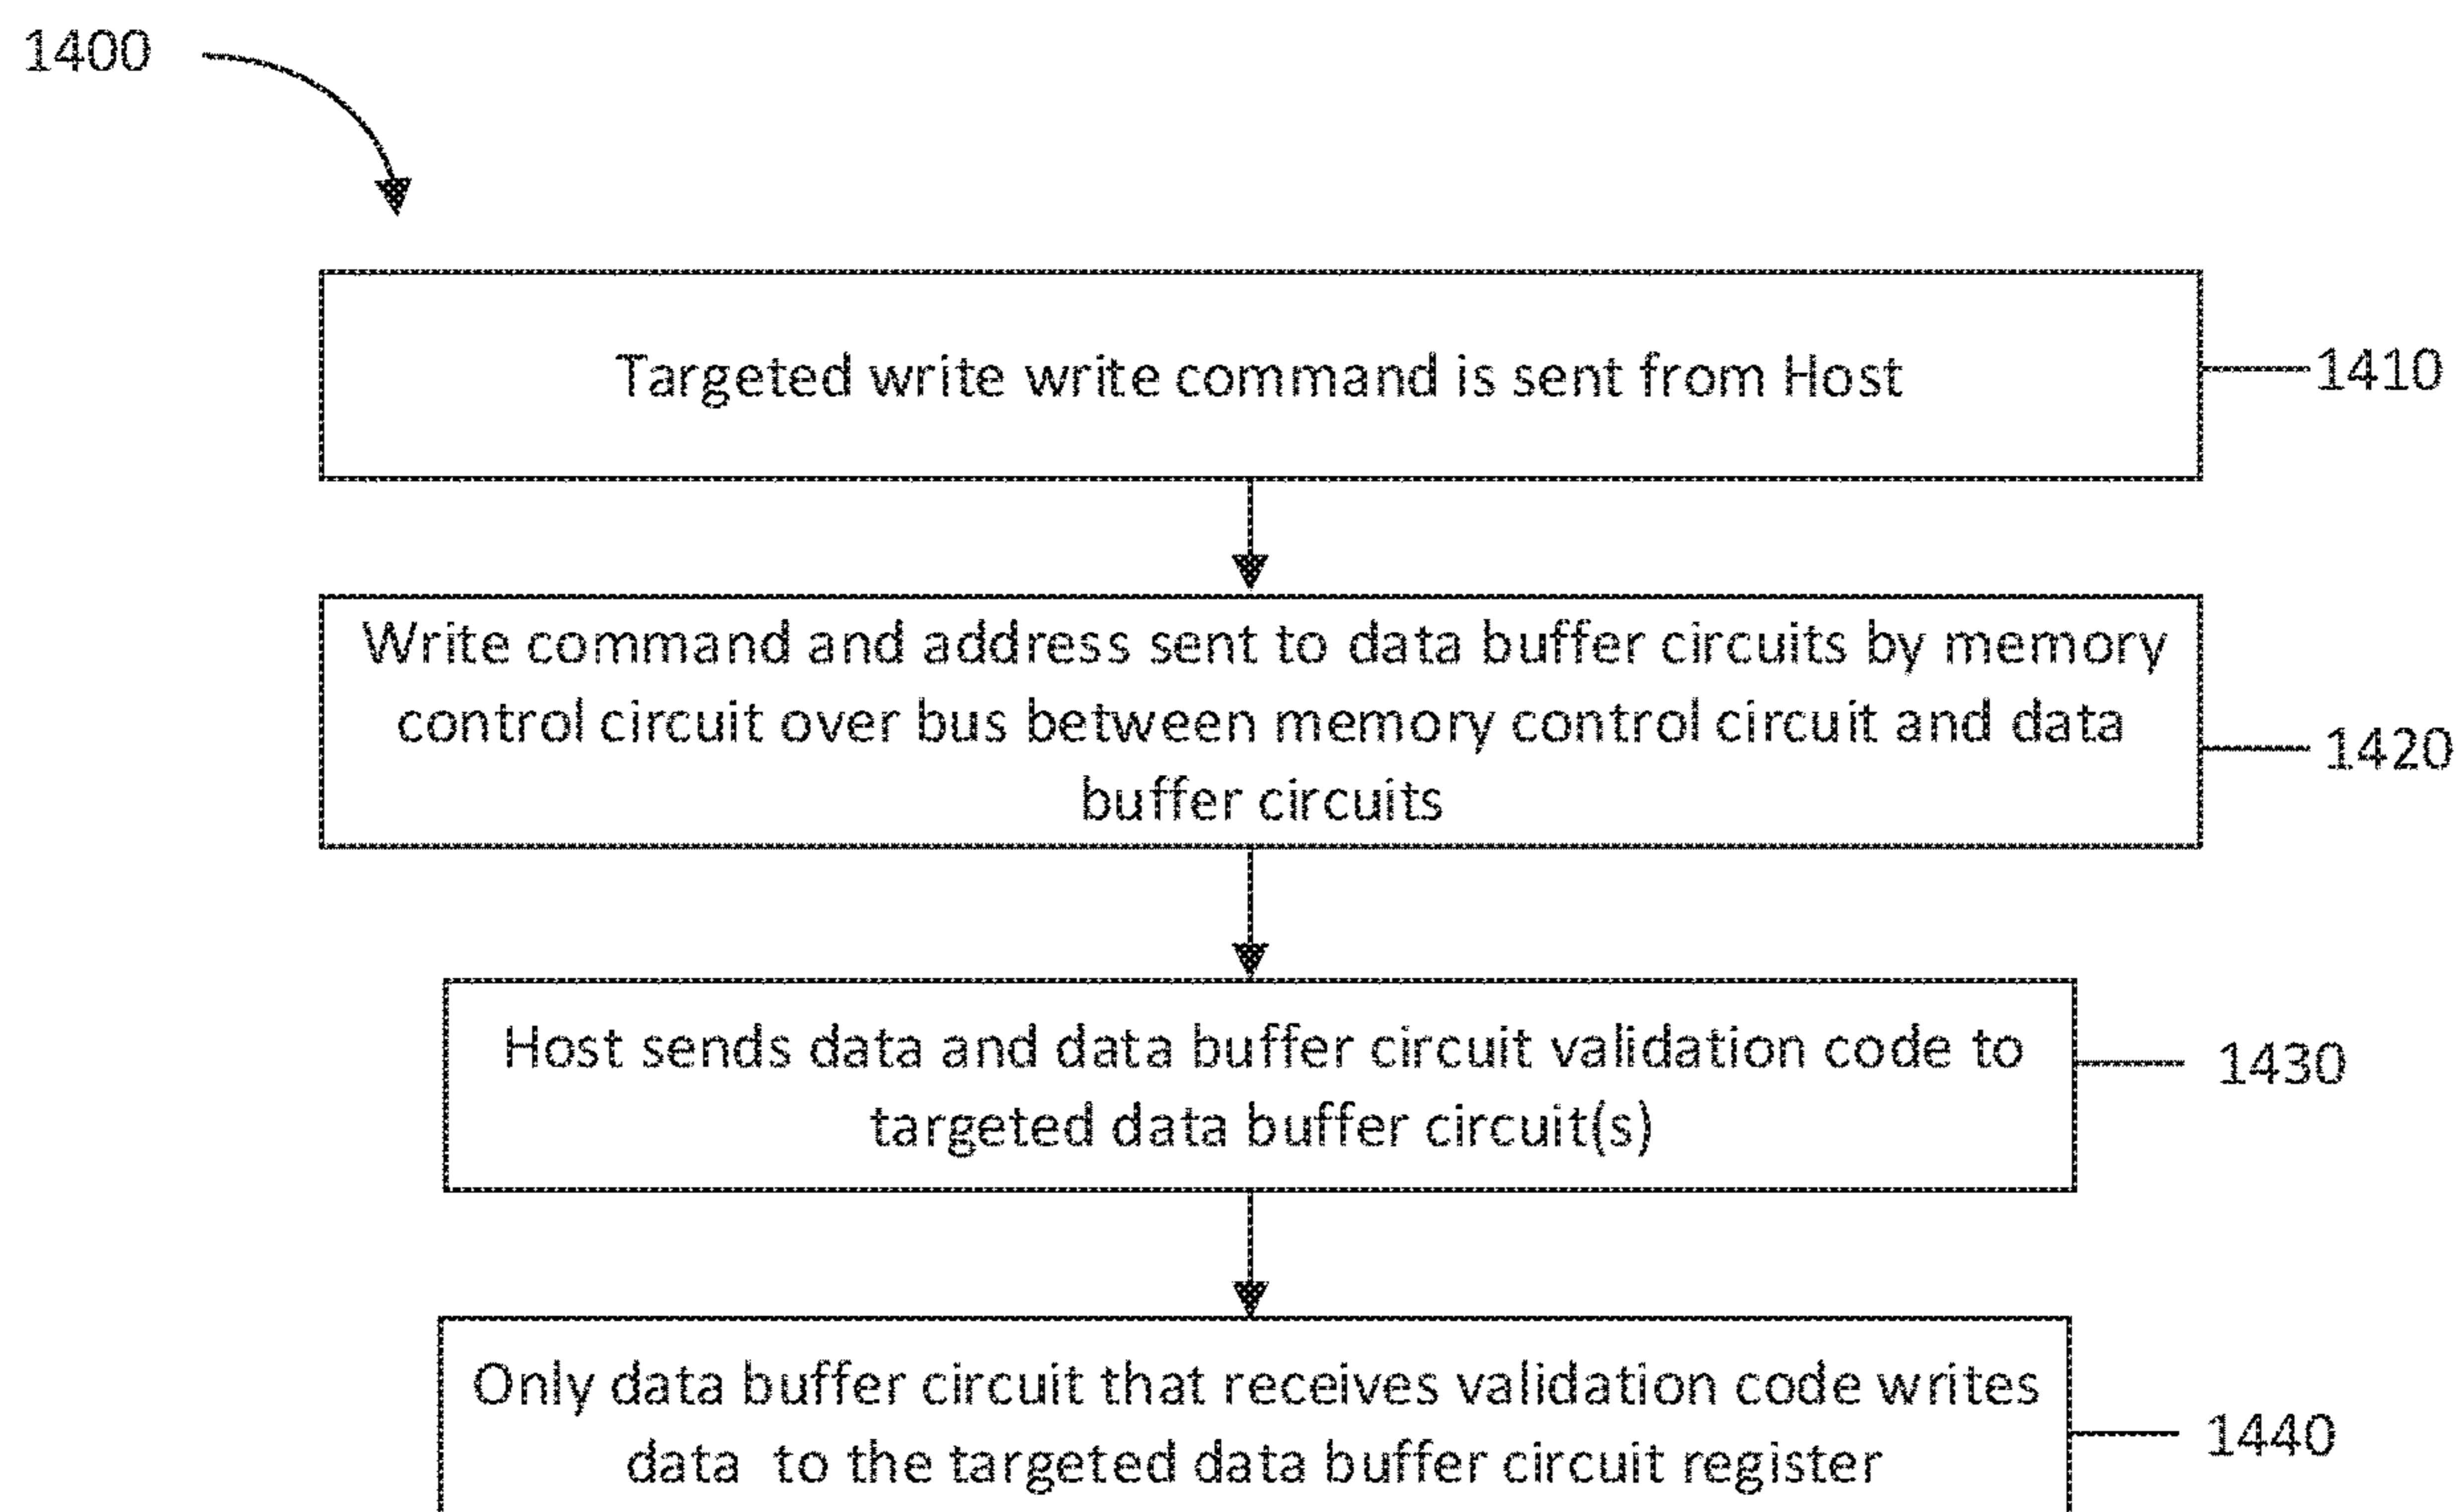 1400
Targeted write write command is sent from Host
1410
Write command and address sent to data buffer circuits by memory
control circuit over bus between memory control circuit and data
buffer circuits
1420
Host sends data and data buffer circuit validation code to
targeted data buffer circuit(s)
1430
Only data buffer circuit that receives validation code writes
data to the targeted data buffer circuit register
1440